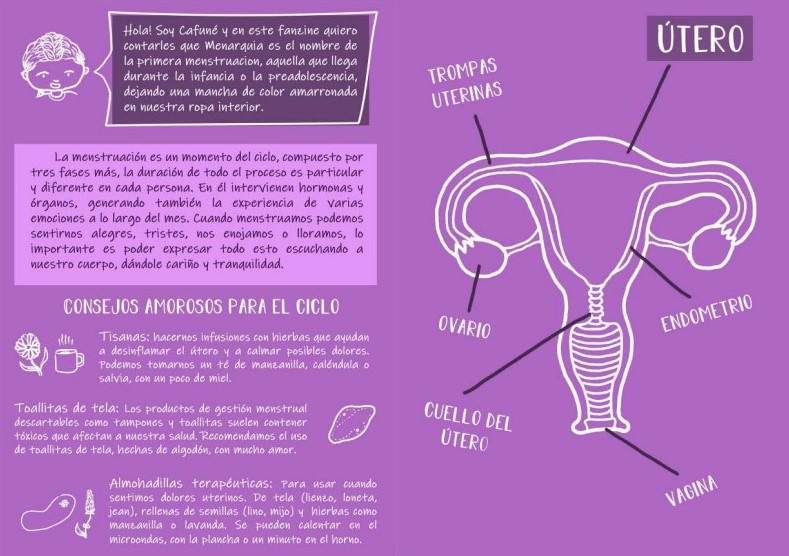 Hola! Soy Cafuné y en este fanzine quiero
contarles que Menarquia es el nombre de
la primera menstruacion, aquella que llega
durante la infancia o la preadolescencia,
dejando una mancha de color amarronada
en nuestra ropa interior.
La menstruación es un momento del ciclo, compuesto por
tres fases más, la duración de todo el proceso es particular
y diferente en cada persona. En él intervienen hormonas y
órganos, generando también la experiencia de varias
emociones a lo largo del mes. Cuando menstruamos podemos
sentirnos alegres, tristes, nos enojamos o lloramos, lo
importante es poder expresar todo esto escuchando a
nuestro cuerpo, dándole cariño y tranquilidad.
CONSEJOS AMOROSOS PARA EL CICLO
Tisanas: hacernos infusiones con hierbas que ayudan
a desinflamar el útero y a calmar posibles dolores.
Podemos tomarnos un té de manzanilla, caléndula o
salvia, con un poco de miel.
Toallitas de tela: Los productos de gestión menstrual
descartables como tampones y toallitas suelen contener
tóxicos que afectan a nuestra salud. Recomendamos el uso
de toallitas de tela, hechas de algodón, con mucho amor.
Almohadillas terapéuticas: Para usar cuando
sentimos dolores uterinos. De tela (lienzo, loneta,
jean), rellenas de semillas (lino, mijo) y hierbas como
manzanilla o lavanda. Se pueden calentar en el
microondas, con la plancha o un minuto en el horno.
ÚTERO
TROMPAS
UTERINAS
OVARIO
ENDOMETRIO
CUELLO DEL
ÚTERO
VAGINA